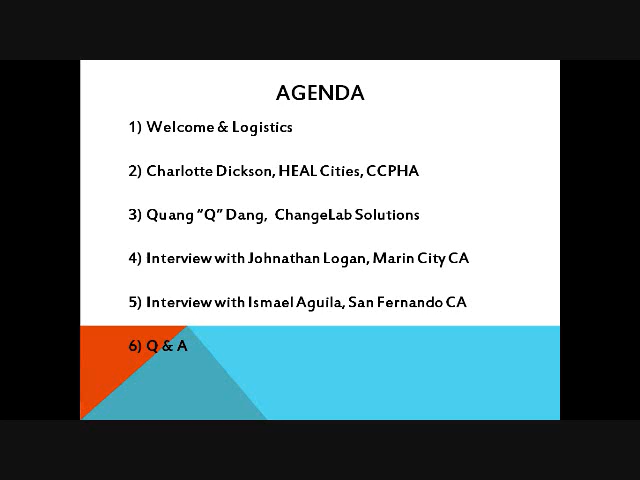 AGENDA
1) Welcome & Logistics
2) Charlotte Dickson, HEAL Cities, CCPHA
3) Quang “Q” Dang, ChangeLab Solutions
4) Interview with Johnathan Logan, Marin City CA
5) Interview with Ismael Aguila, San Fernando CA
6) Q & A